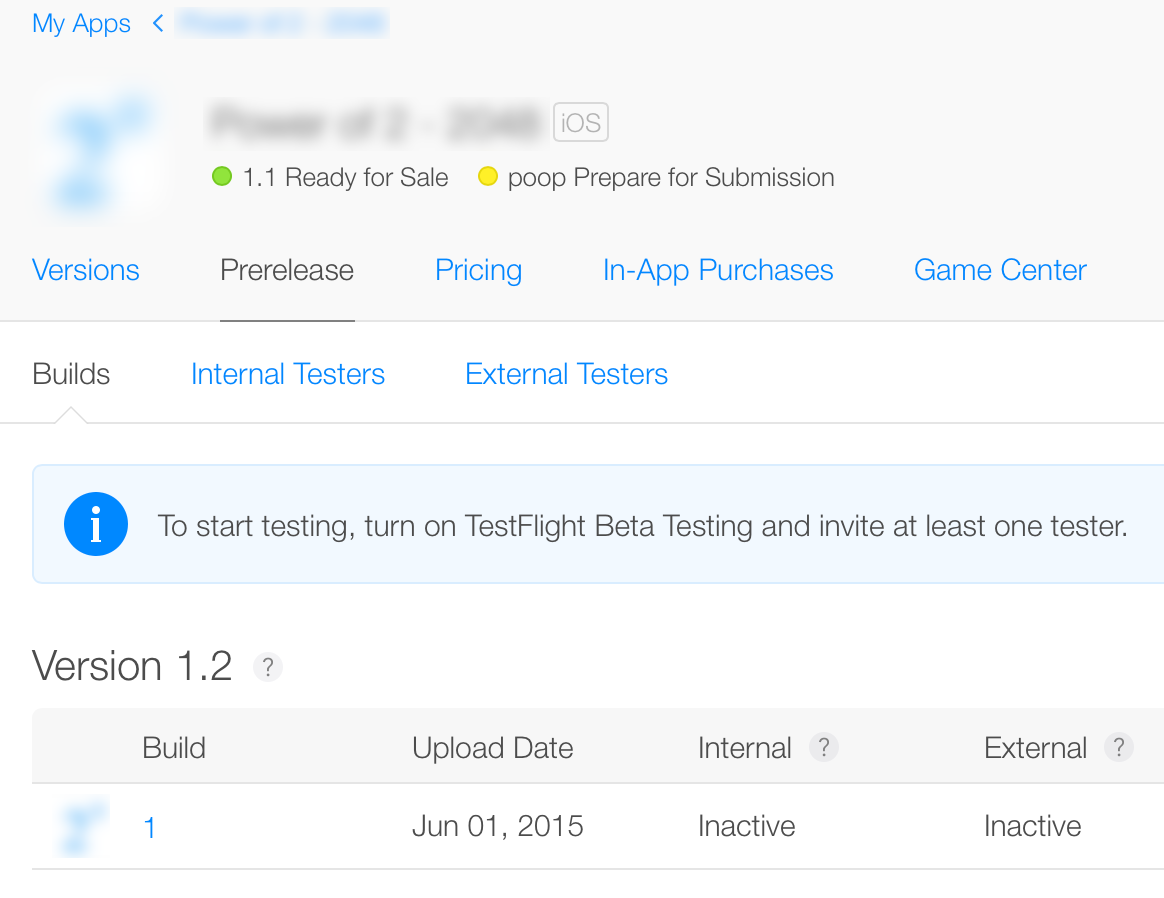 My Apps <
iOS
1.1 Ready for Sale poop Prepare for Submission
Versions Prerelease Pricing In-App Purchases Game Center
Builds Internal Testers External Testers
i To start testing, turn on TestFlight Beta Testing and invite at least one tester.
Version 1.2 ?
Build Upload Date Internal ? External ?
1 Jun 01, 2015 Inactive Inactive